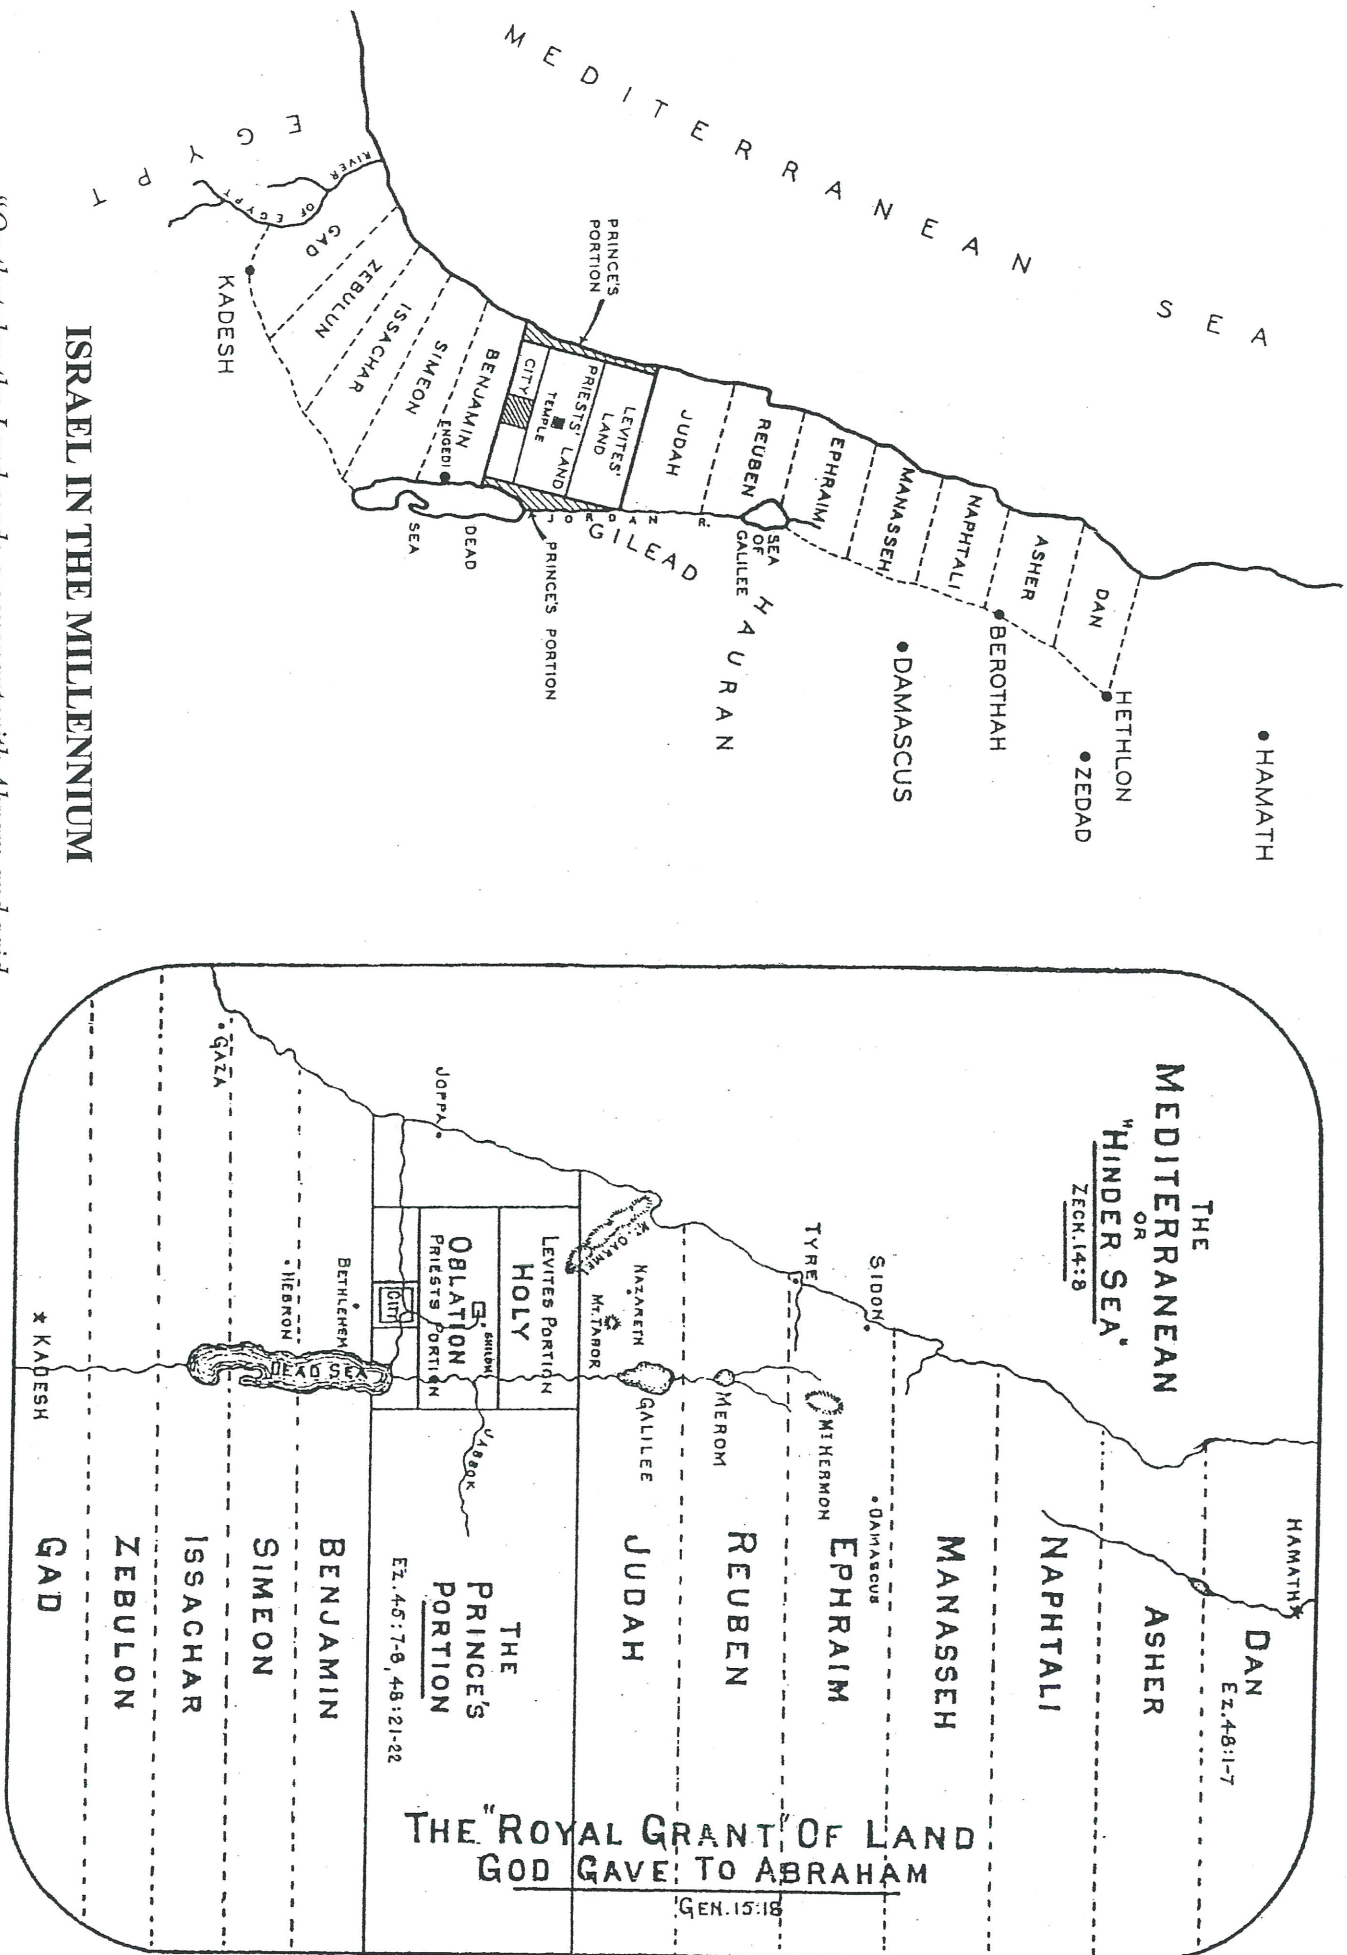 MEDITERRANEAN SEA
HAMATH
HETHLON
ZEDAD
DAN
ASHER
BEROTHAH
NAPHTALI
DAMASCUS
MANASSEH
EPHRAIM
HAURAN
REUBEN
SEA
OF
GALILEE
JUDAH
GILEAD
JORDAN R.
PRINCE'S
PORTION
LEVITES'
LAND
PRIESTS' LAND
TEMPLE
CITY
PRINCE'S PORTION
BENJAMIN
ENGEDI
DEAD
SEA
SIMEON
ISSACHAR
ZEBULUN
GAD
KADESH
RIVER OF EGYPT
EGYPT
ISRAEL IN THE MILLENNIUM
THE
MEDITERRANEAN
OR
"HINDER SEA"
ZECH.14:8
HAMATH
DAN
EZ.48:1-7
ASHER
NAPHTALI
MANASSEH
SIDON
DAMASCUS
EPHRAIM
TYRE
MT HERMON
REUBEN
MEROM
MT. CARMEL
NAZARETH
MT. TABOR
GALILEE
JUDAH
LEVITES PORTION
HOLY
OBLATION
PRIESTS PORTION
SHILOH
JABBOK
THE
PRINCE'S
PORTION
EZ.45:7-8, 48:21-22
JOPPA
CITY
BETHLEHEM
DEAD SEA
BENJAMIN
HEBRON
SIMEON
GAZA
ISSACHAR
ZEBULON
KADESH
GAD
THE "ROYAL GRANT" OF LAND
GOD GAVE TO ABRAHAM
GEN.15:18